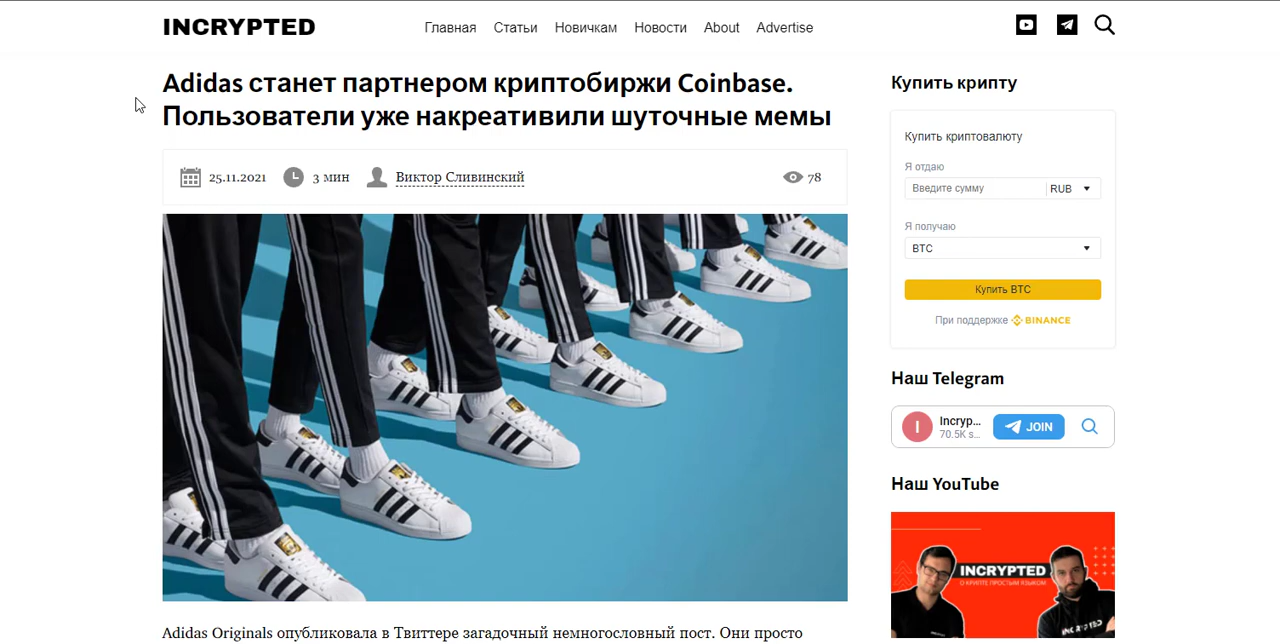 INCRYPTED
Главная Статьи Новичкам Новости About Advertise
Adidas станет партнером криптобиржи Coinbase.
Пользователи уже накреативили шуточные мемы
25.11.2021 3 мин Виктор Сливинский 78
Adidas Originals опубликовала в Твиттере загадочный немногословный пост. Они просто
Купить крипту
Купить криптовалюту
Я отдаю
Введите сумму RUB
Я получаю
BTC
Купить BTC
При поддержке BINANCE
Наш Telegram
I
Incryp...
70.5K s...
JOIN
Наш YouTube
INCRYPTED
О КРИПТЕ ПРОСТЫМ ЯЗЫКОМ